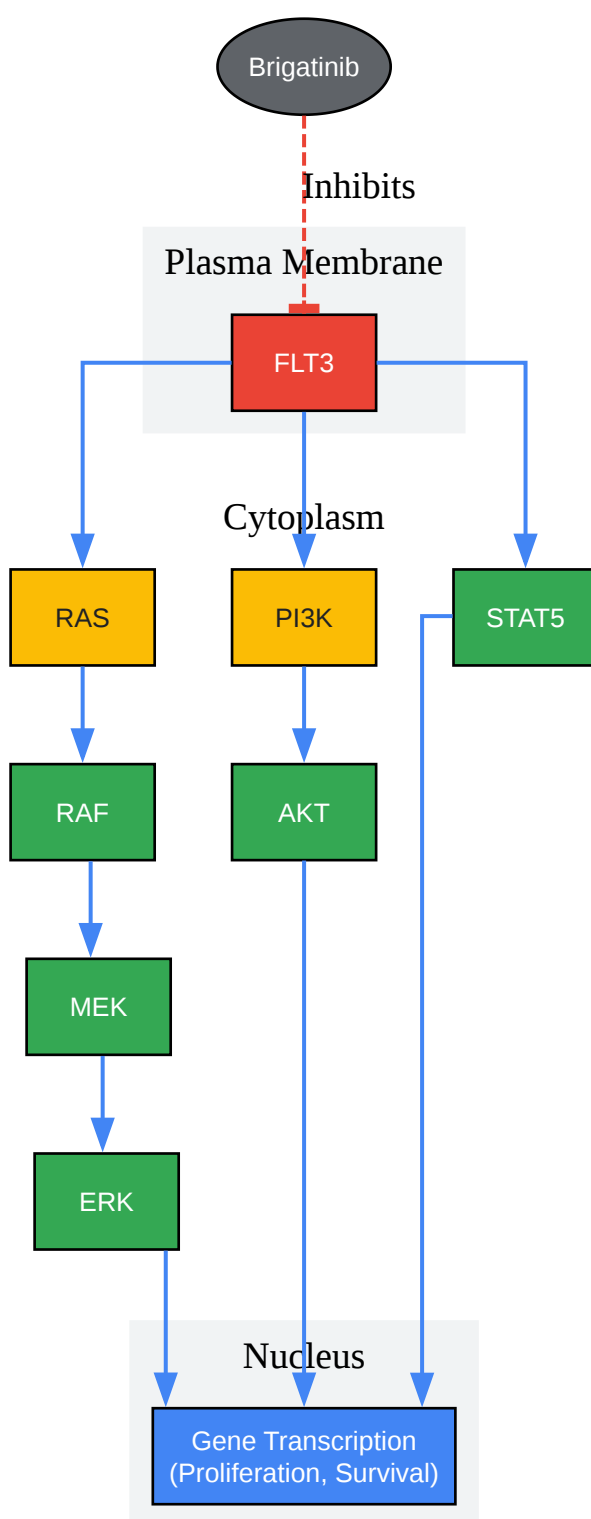 Brigatinib
Inhibits
Plasma Membrane
FLT3
Cytoplasm
RAS
PI3K
STAT5
RAF
AKT
MEK
ERK
Nucleus
Gene Transcription
(Proliferation, Survival)